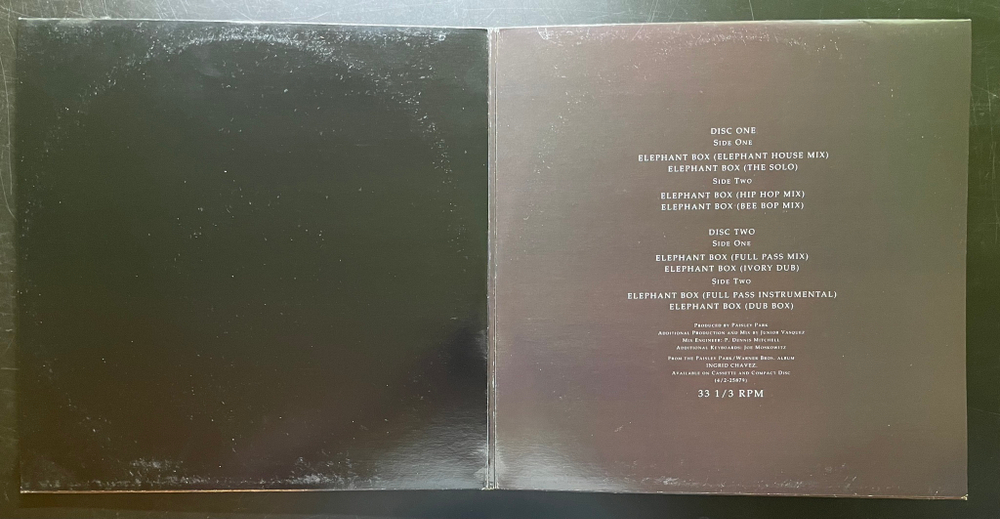 DISC ONE
SIDE ONE
ELEPHANT BOX (ELEPHANT HOUSE MIX)
ELEPHANT BOX (THE SOLO)
SIDE TWO
ELEPHANT BOX (HIP HOP MIX)
ELEPHANT BOX (BEE BOP MIX)
DISC TWO
SIDE ONE
ELEPHANT BOX (FULL PASS MIX)
ELEPHANT BOX (IVORY DUB)
SIDE TWO
ELEPHANT BOX (FULL PASS INSTRUMENTAL)
ELEPHANT BOX (DUB BOX)
PRODUCED BY PAISLEY PARK
ADDITIONAL PRODUCTION AND MIX BY JUNIOR VASQUEZ
MIX ENGINEER: P. DENNIS MITCHELL
ADDITIONAL KEYBOARDS: JOE MOSKOWITZ
FROM THE PAISLEY PARK/WARNER BROS. ALBUM
INGRID CHAVEZ.
AVAILABLE ON CASSETTE AND COMPACT DISC
(4/2-25879)
33 1/3 RPM